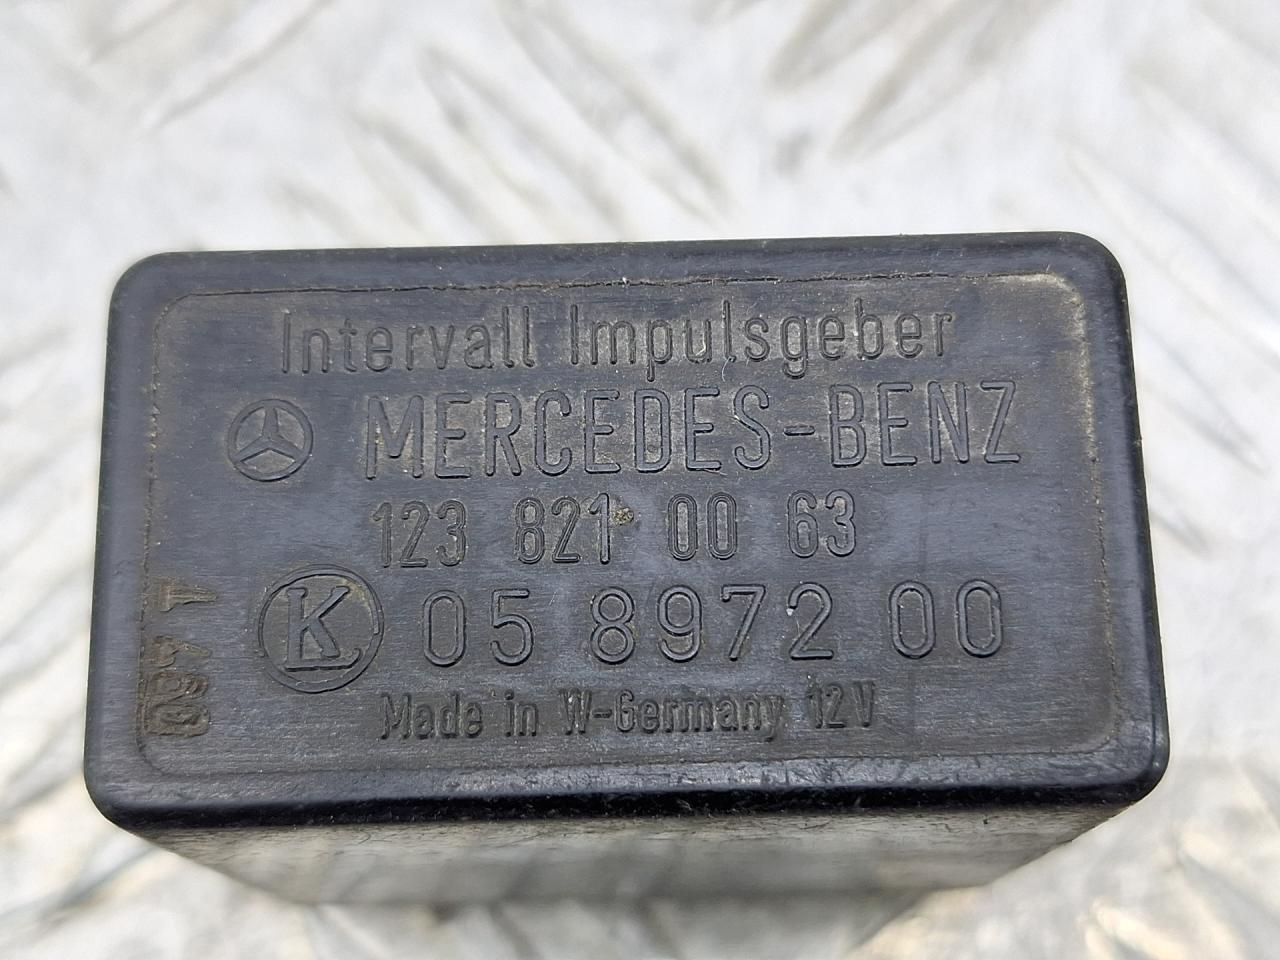 Intervall Impulsgeber
MERCEDES-BENZ
123 821 00 63
K 05 8972 00
Made in W-Germany 12V